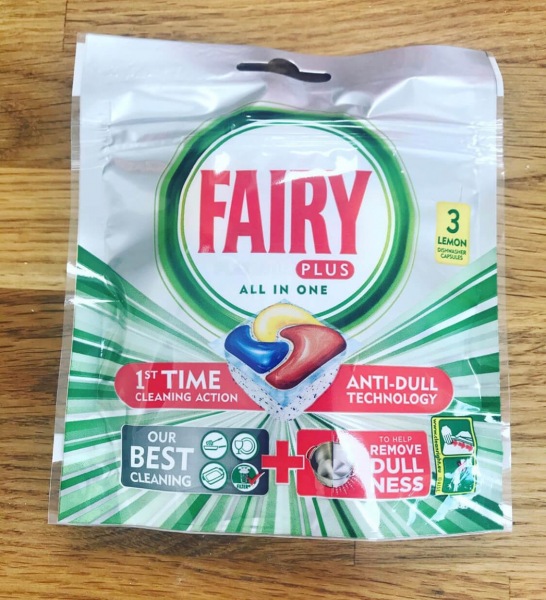 FAIRY
PLUS
ALL IN ONE
3
LEMON
DISHWASHER
CAPSULES
1ST TIME
CLEANING ACTION
ANTI-DULL
TECHNOLOGY
OUR
BEST
CLEANING
+
TO HELP
REMOVE
DULL
NESS